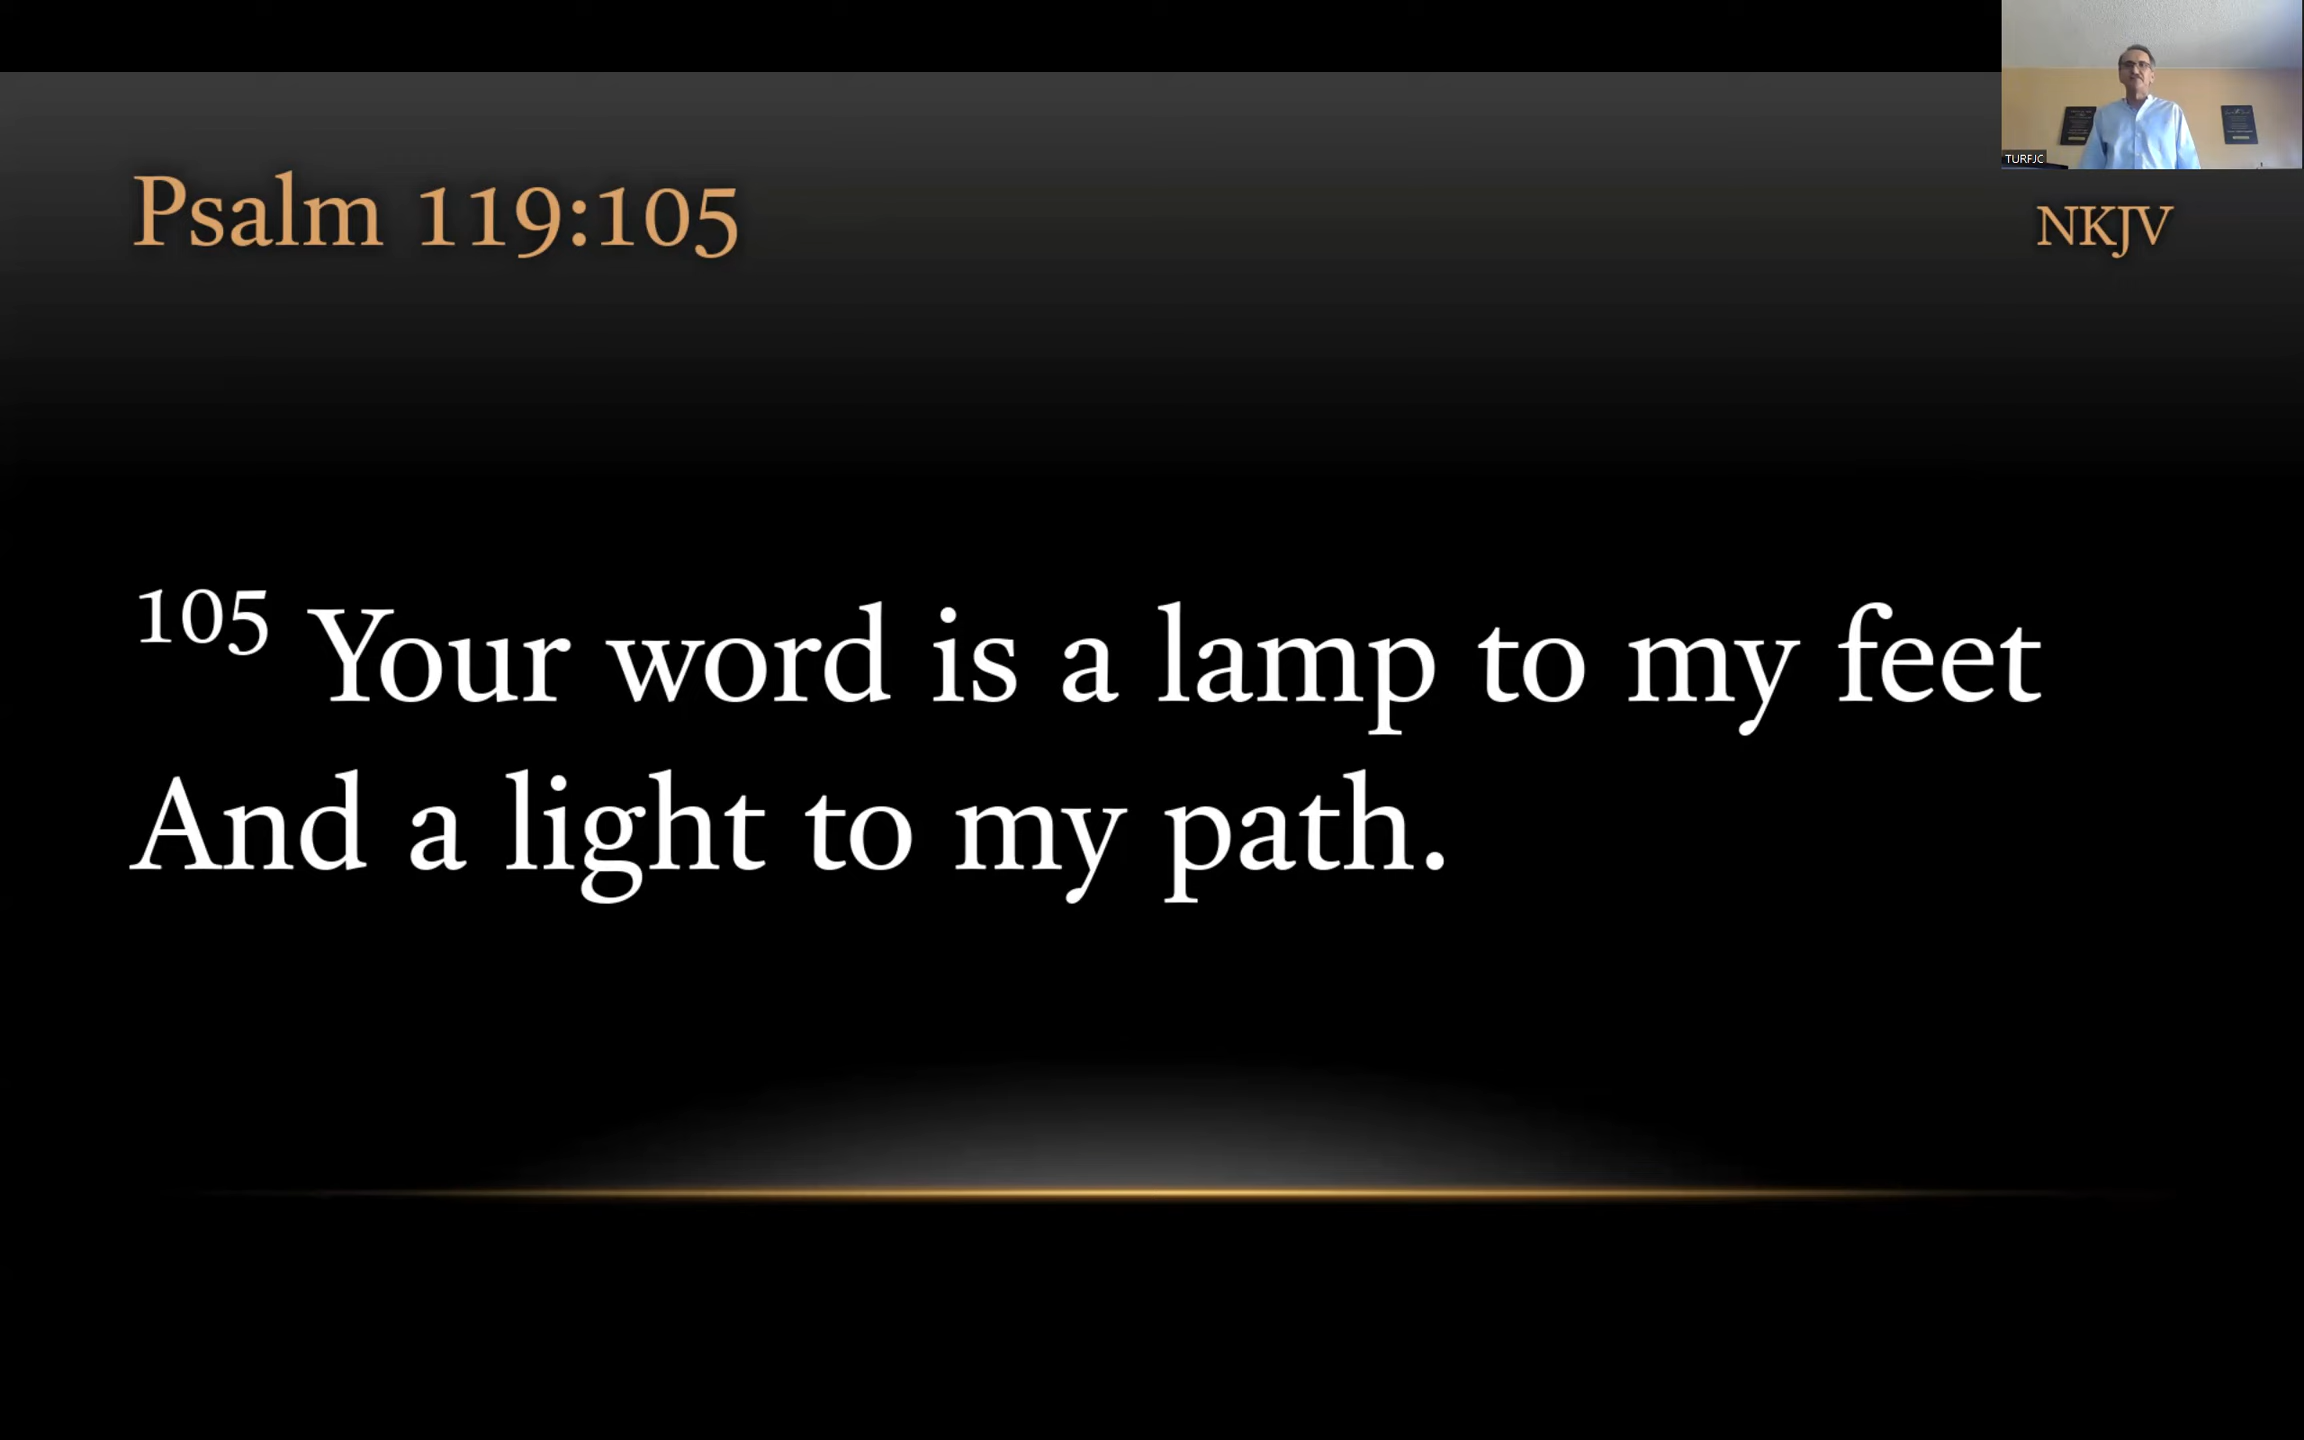 TURFJC
Psalm 119:105
NKJV
105 Your word is a lamp to my feet
And a light to my path.